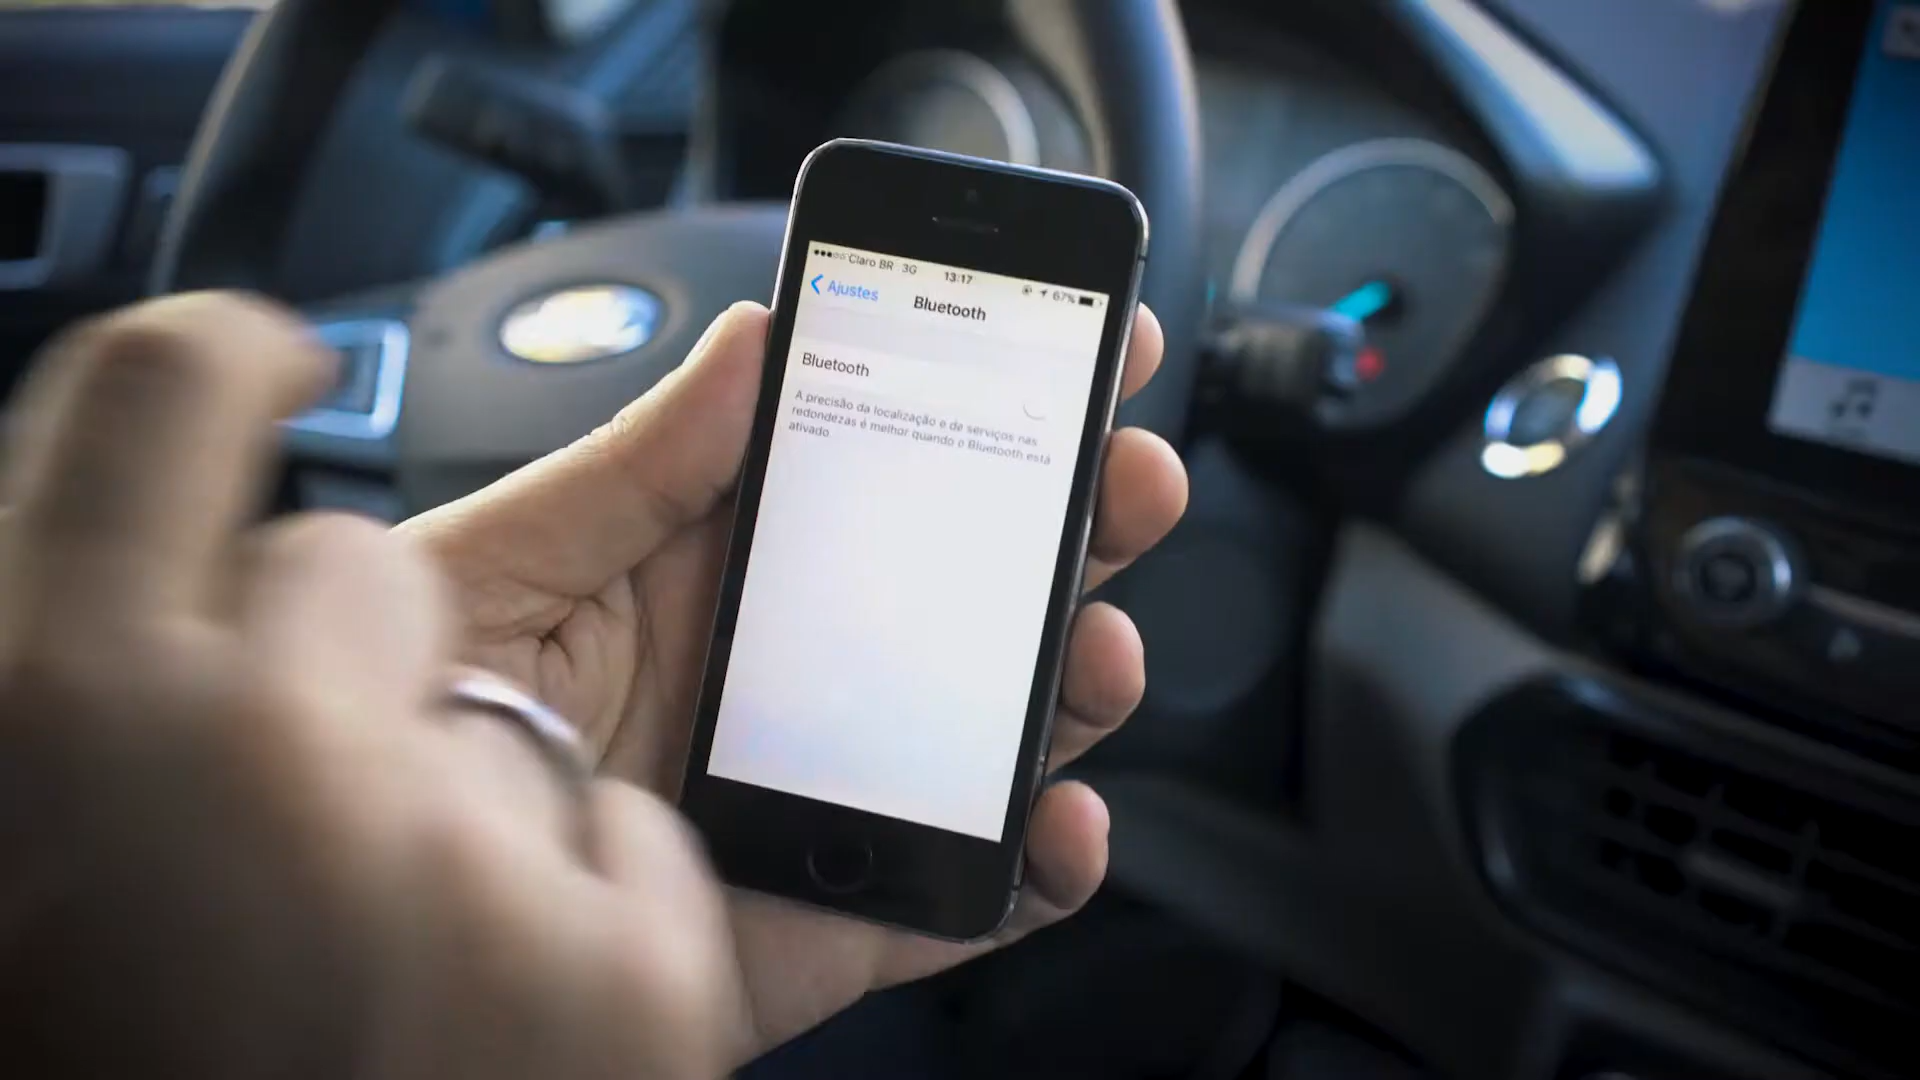 Claro BR 3G 13:17 67%
Ajustes Bluetooth
Bluetooth
A precisão da localização e de serviços nas
redondezas é melhor quando o Bluetooth está
ativado